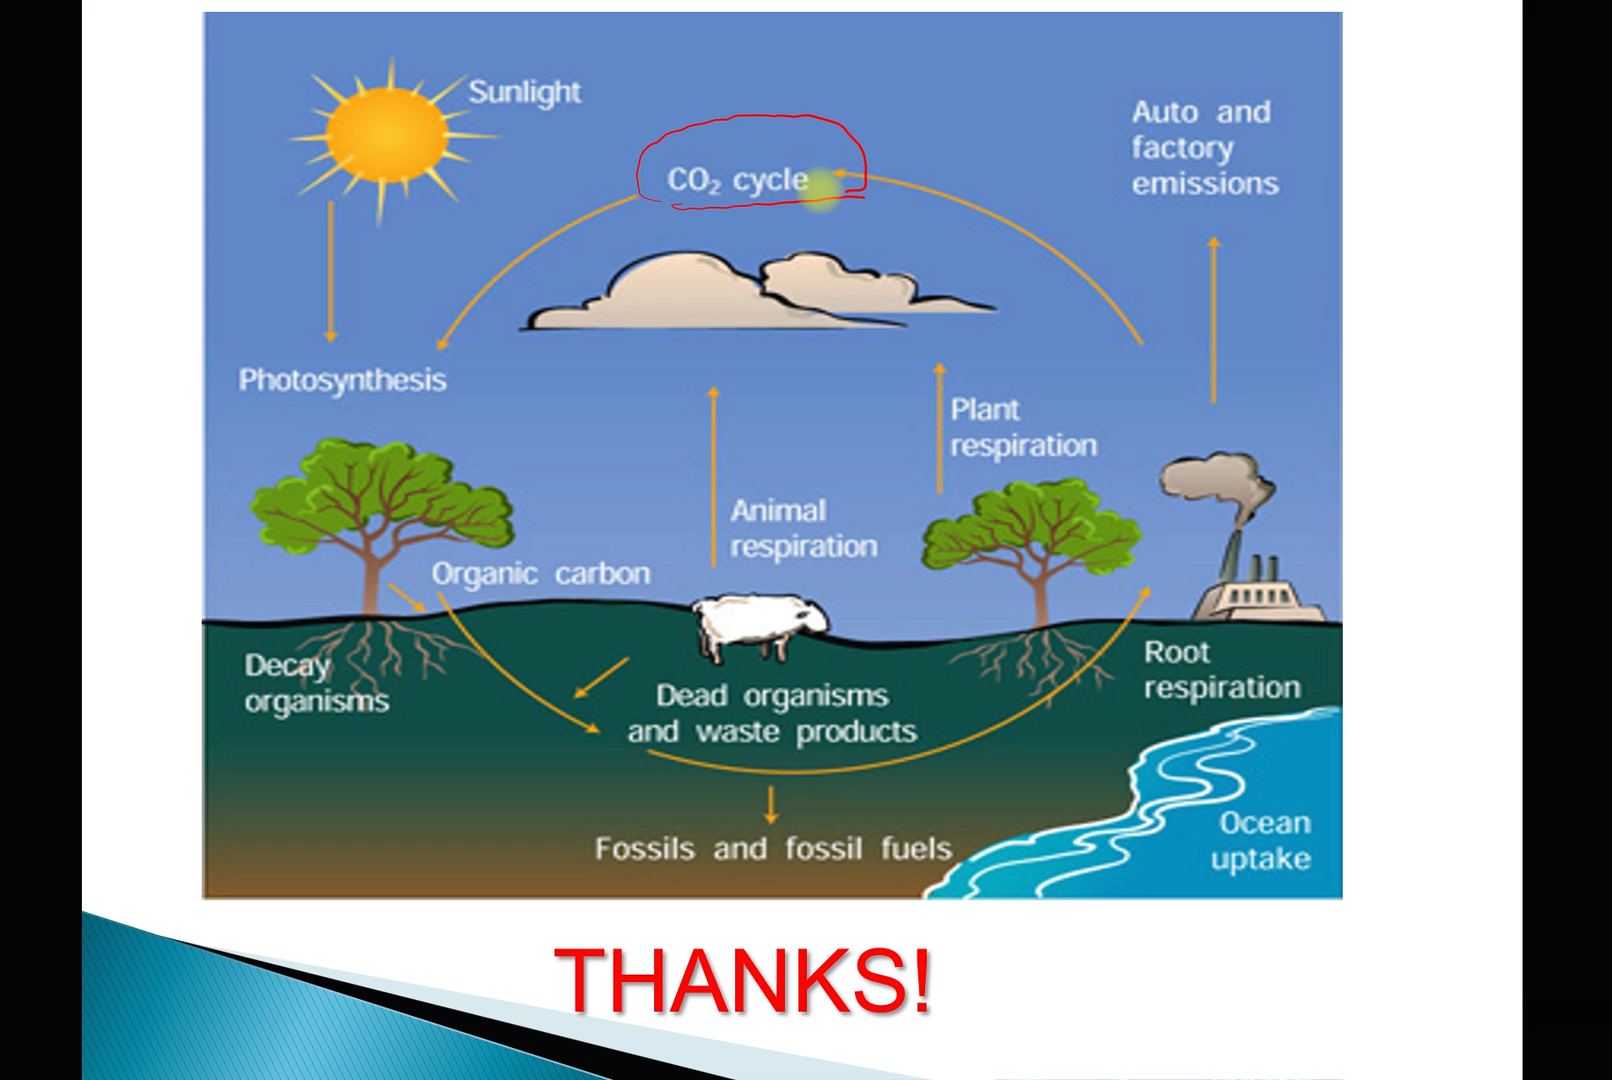 Sunlight
CO₂ cycle
Auto and
factory
emissions
Photosynthesis
Plant
respiration
Animal
respiration
Organic carbon
Decay
organisms
Dead organisms
and waste products
Root
respiration
Fossils and fossil fuels
Ocean
uptake
THANKS!